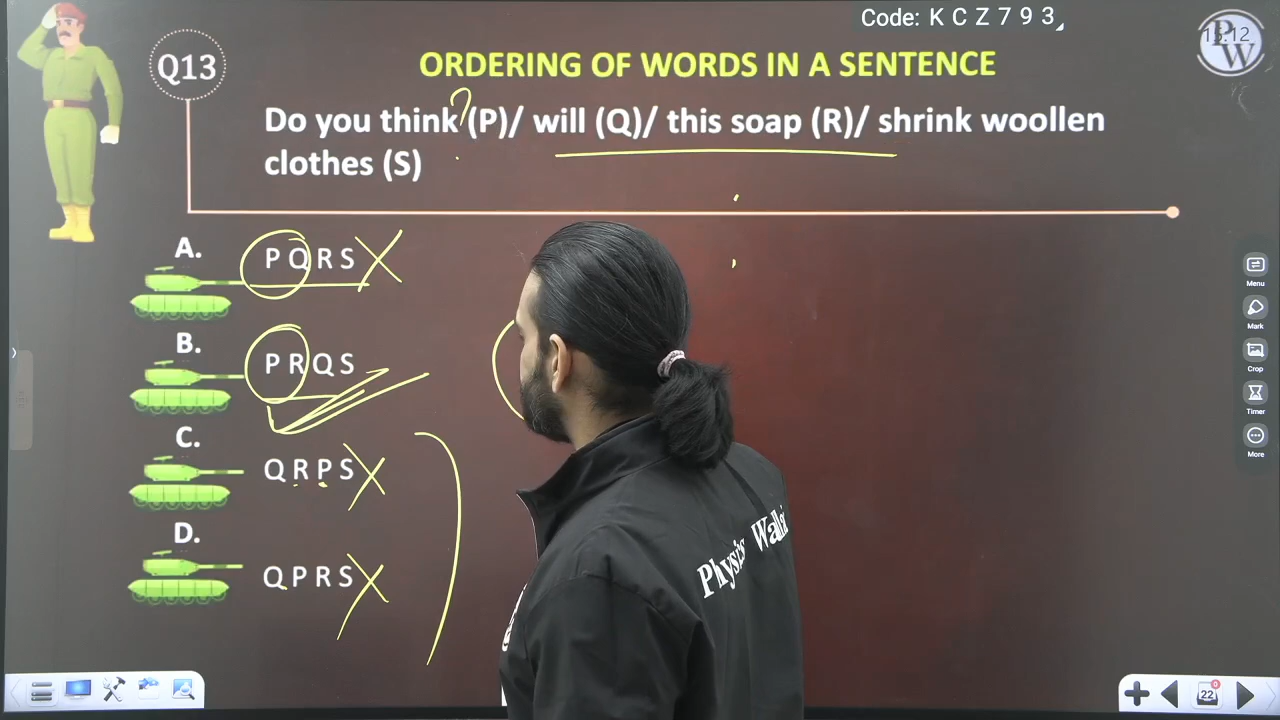 Code: K C Z 7 9 3
PW
Q13
ORDERING OF WORDS IN A SENTENCE
Do you think ? (P)/ will (Q)/ this soap (R)/ shrink woollen
clothes (S)
A.
P Q R S
B.
P R Q S
C.
Q R P S
D.
Q P R S
Menu
Mark
Crop
Timer
More
Physics Wallah
22